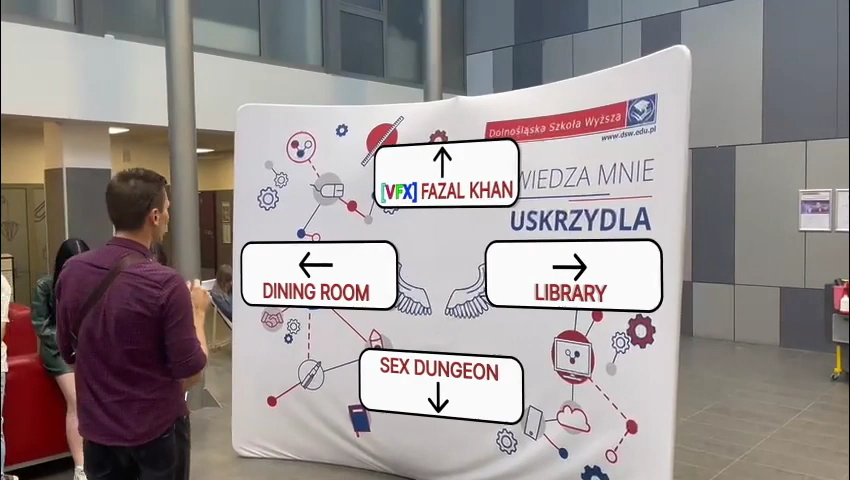 Dolnośląska Szkoła Wyższa
www.dsw.edu.pl
WIEDZA MNIE
USKRZYDLA
[VFX] FAZAL KHAN
DINING ROOM
LIBRARY
SEX DUNGEON